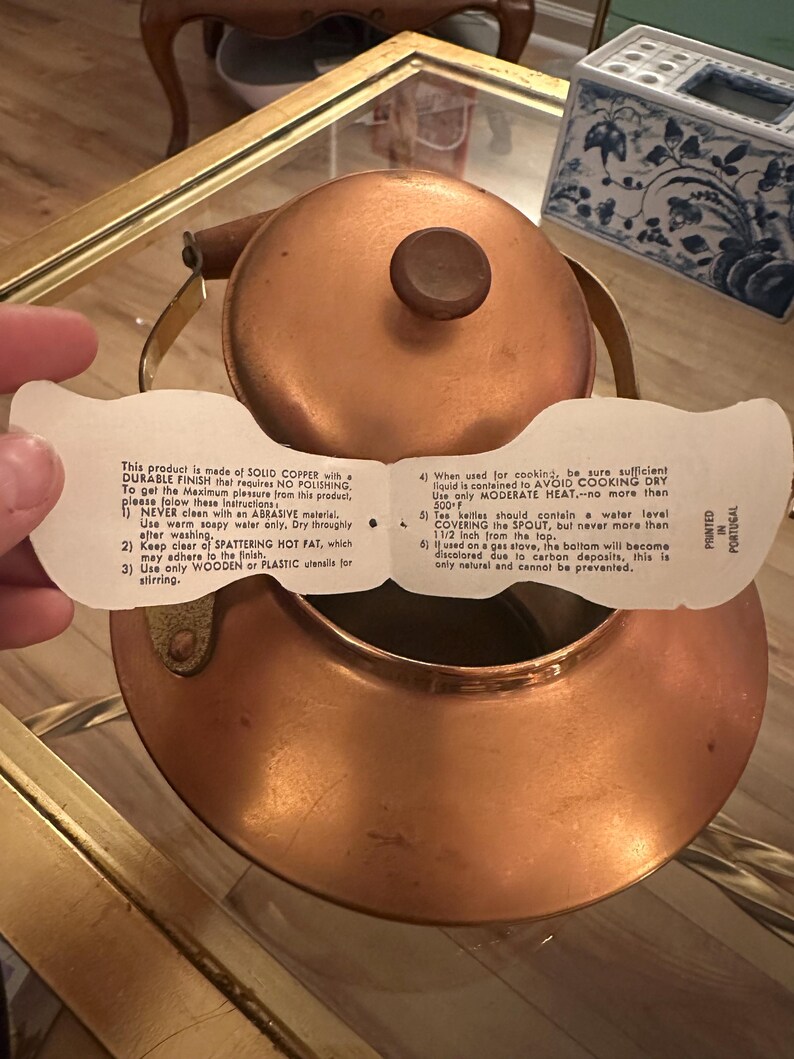 This product is made of SOLID COPPER with a
DURABLE FINISH that requires NO POLISHING.
To get the Maximum pleasure from this product,
please folow these instructions:
1) NEVER clean with an ABRASIVE material.
Use warm soapy water only. Dry throughly
after washing.
2) Keep clear of SPATTERING HOT FAT, which
may adhere to the finish.
3) Use only WOODEN or PLASTIC utensils for
stirring.
4) When used for cooking, be sure sufficient
liquid is contained to AVOID COOKING DRY
Use only MODERATE HEAT.--no more than
500°F
5) Tea kettles should contain a water level
COVERING the SPOUT, but never more than
11/2 inch from the top.
6) If used on a gas stove, the bottom will become
discolored due to carbon deposits, this is
only natural and cannot be prevented.
PRINTED
IN
PORTUGAL